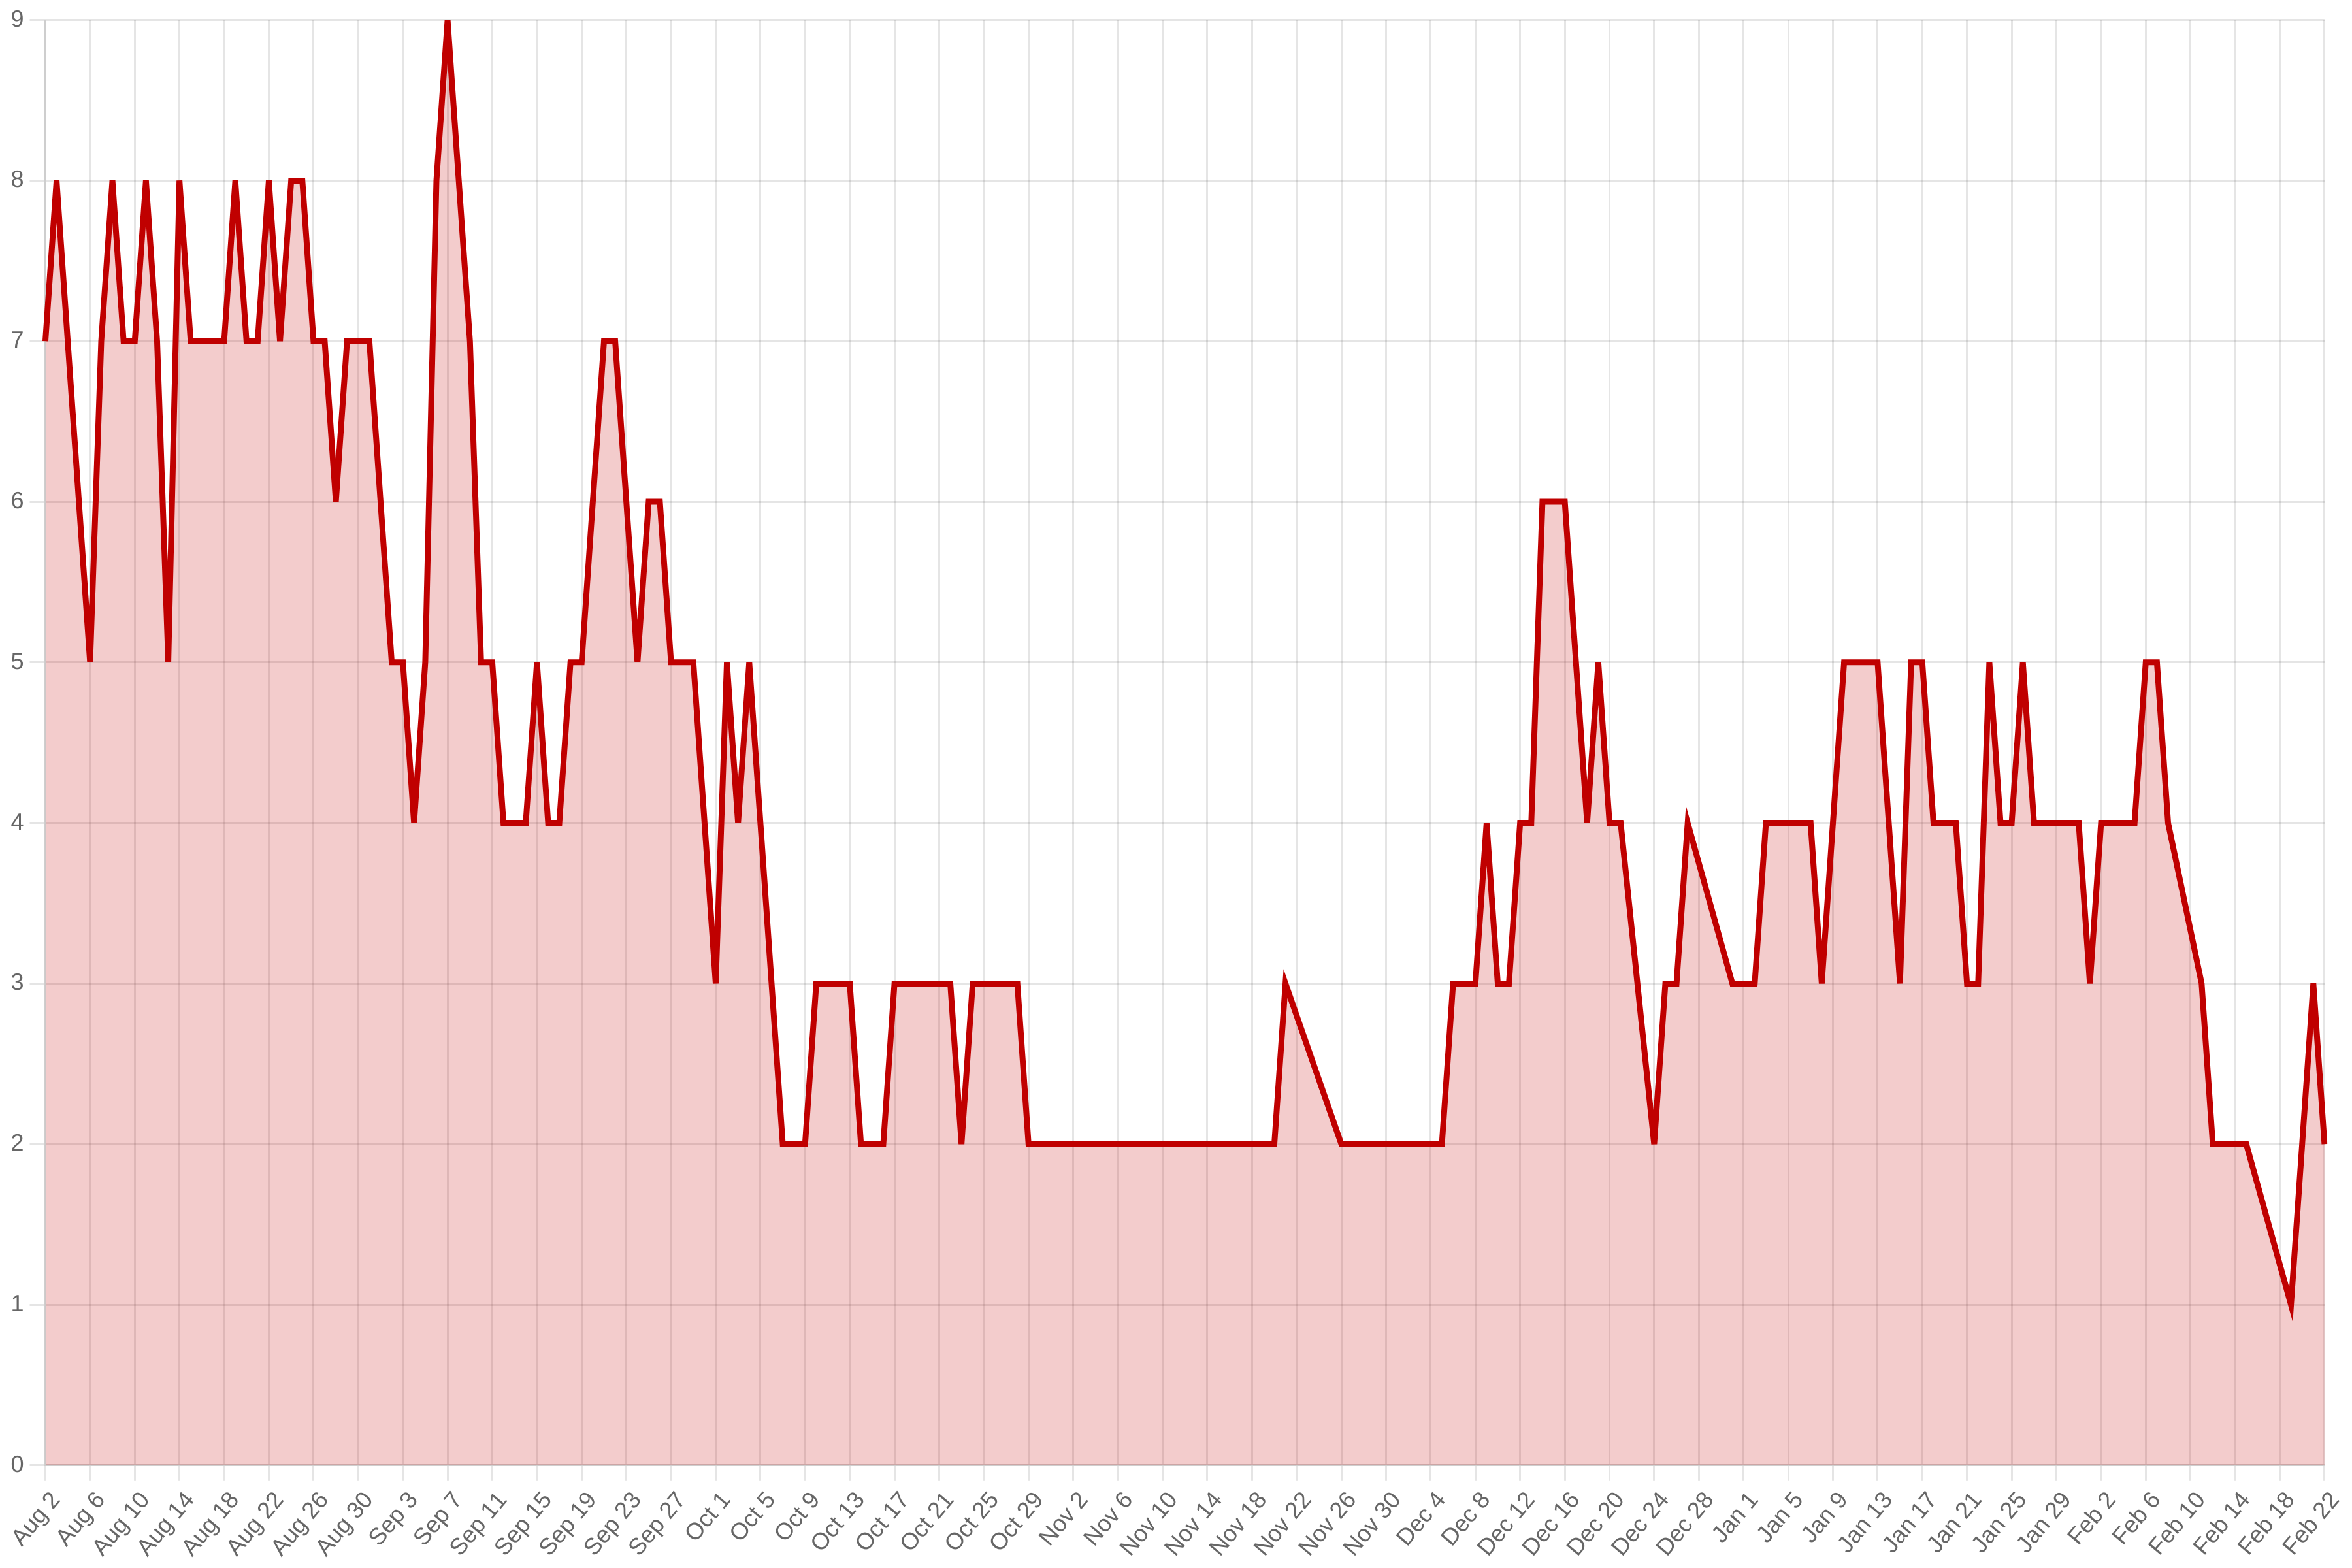 9
8
7
6
5
4
3
2
1
0
Aug 2
Aug 6
Aug 10
Aug 14
Aug 18
Aug 22
Aug 26
Aug 30
Sep 3
Sep 7
Sep 11
Sep 15
Sep 19
Sep 23
Sep 27
Oct 1
Oct 5
Oct 9
Oct 13
Oct 17
Oct 21
Oct 25
Oct 29
Nov 2
Nov 6
Nov 10
Nov 14
Nov 18
Nov 22
Nov 26
Nov 30
Dec 4
Dec 8
Dec 12
Dec 16
Dec 20
Dec 24
Dec 28
Jan 1
Jan 5
Jan 9
Jan 13
Jan 17
Jan 21
Jan 25
Jan 29
Feb 2
Feb 6
Feb 10
Feb 14
Feb 18
Feb 22